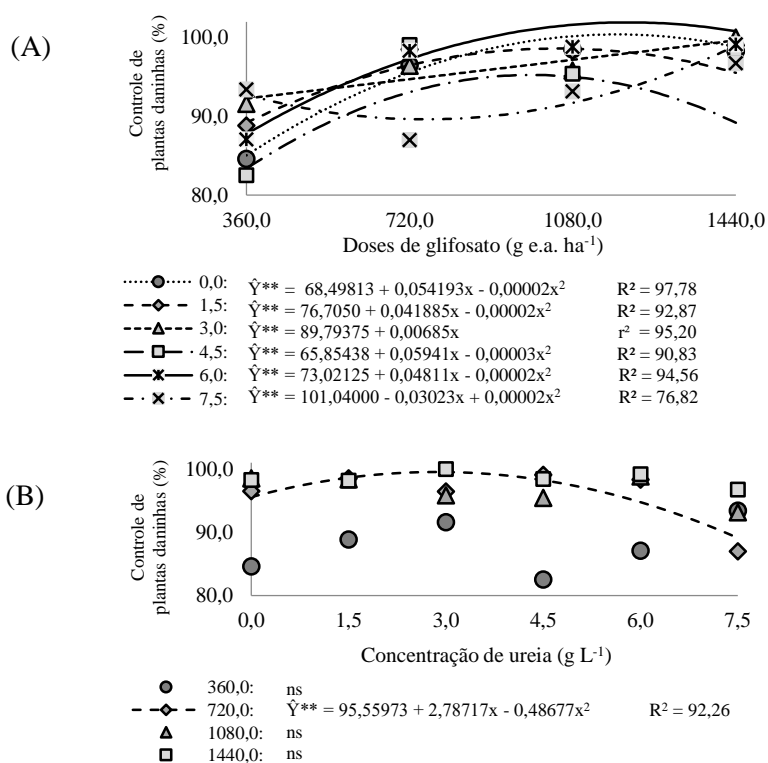 (A)
Controle de
plantas daninhas (%)
100,0
90,0
80,0
360,0 720,0 1080,0 1440,0
Doses de glifosato (g e.a. ha⁻¹)
0,0: Ŷ** = 68,49813 + 0,054193x - 0,00002x² R² = 97,78
1,5: Ŷ** = 76,7050 + 0,041885x - 0,00002x² R² = 92,87
3,0: Ŷ** = 89,79375 + 0,00685x r² = 95,20
4,5: Ŷ** = 65,85438 + 0,05941x - 0,00003x² R² = 90,83
6,0: Ŷ** = 73,02125 + 0,04811x - 0,00002x² R² = 94,56
7,5: Ŷ** = 101,04000 - 0,03023x + 0,00002x² R² = 76,82
(B)
Controle de
plantas daninhas (%)
100,0
90,0
80,0
0,0 1,5 3,0 4,5 6,0 7,5
Concentração de ureia (g L⁻¹)
360,0: ns
720,0: Ŷ** = 95,55973 + 2,78717x - 0,48677x² R² = 92,26
1080,0: ns
1440,0: ns